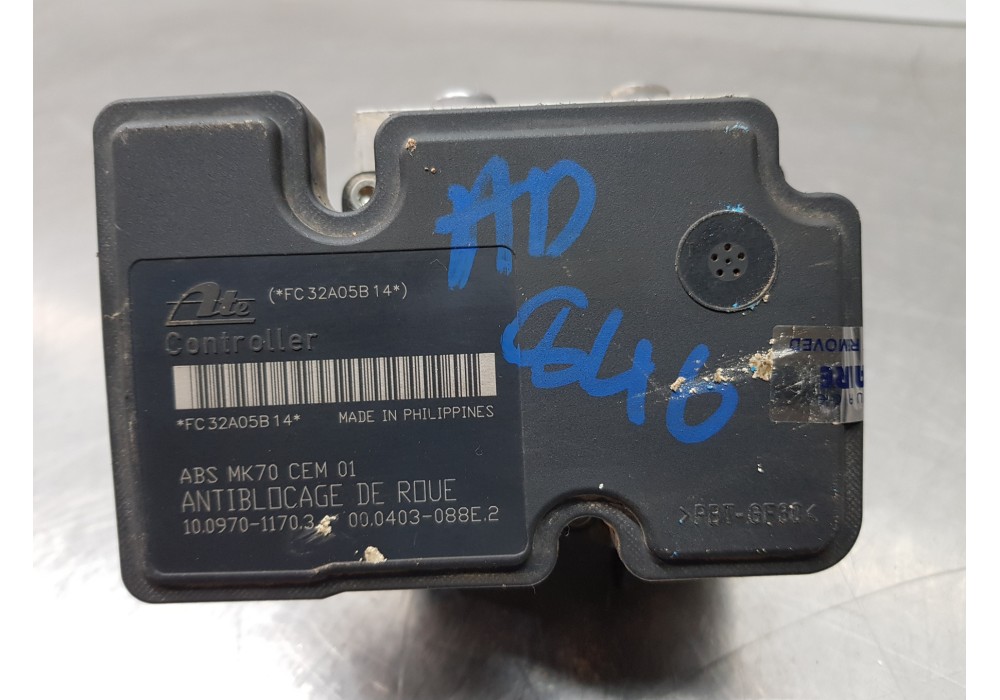 AD
Ate (*FC32A05B14*)
Controller
G46
*FC32A05B14* MADE IN PHILIPPINES
ABS MK70 CEM 01
ANTIBLOCAGE DE ROUE
10.0970-1170.3 00.0403-088E.2
>PBT-GF30<